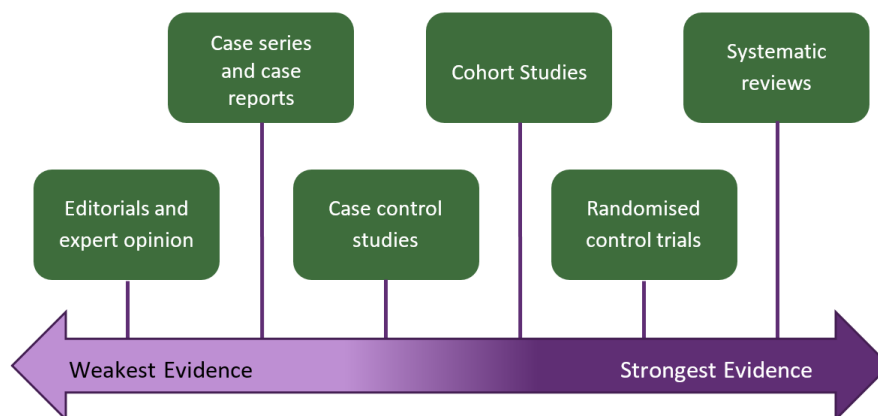 Case series
and case
reports
Cohort Studies
Systematic
reviews
Editorials and
expert opinion
Case control
studies
Randomised
control trials
Weakest Evidence
Strongest Evidence